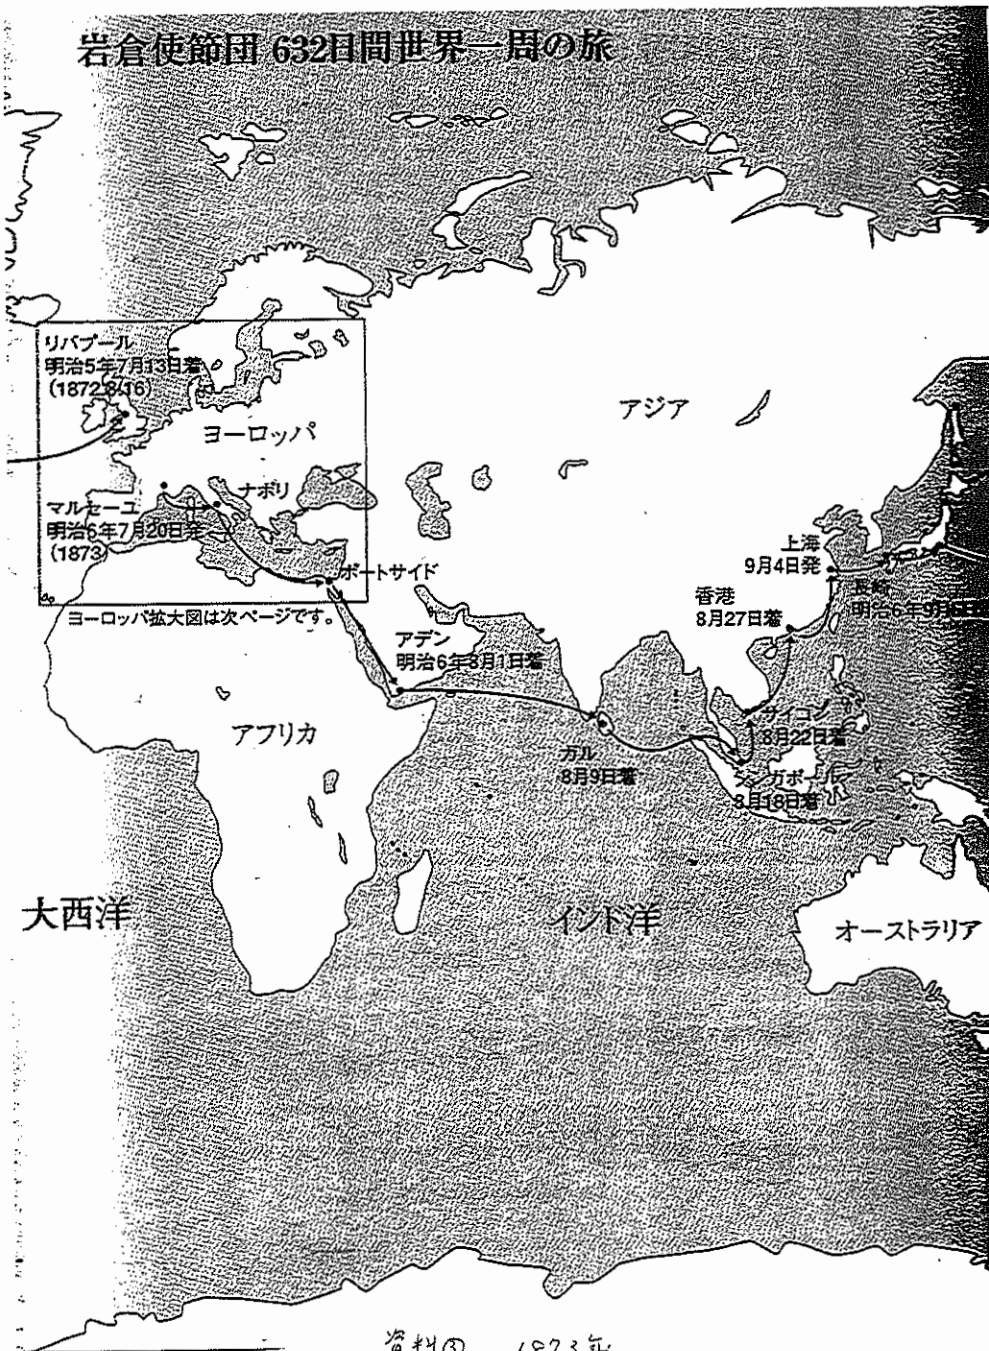 岩倉使節団 632日間世界一周の旅
リバプール
明治5年7月13日着
(1872.8.16)
ヨーロッパ
アジア
ナポリ
マルセーユ
明治6年7月20日発
(1873)
ポートサイド
ヨーロッパ拡大図は次ページです。
上海
9月4日発
長崎
明治6年9月
香港
8月27日着
アデン
明治6年8月1日着
アフリカ
サイゴン
8月22日着
ガル
8月9日着
シンガポール
8月18日着
大西洋
インド洋
オーストラリア
資料③ 1873年